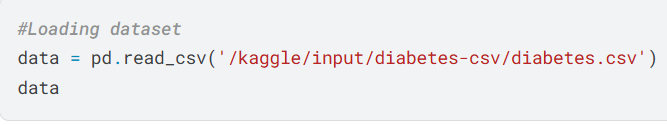 #Loading dataset
data = pd.read_csv('/kaggle/input/diabetes-csv/diabetes.csv')
data